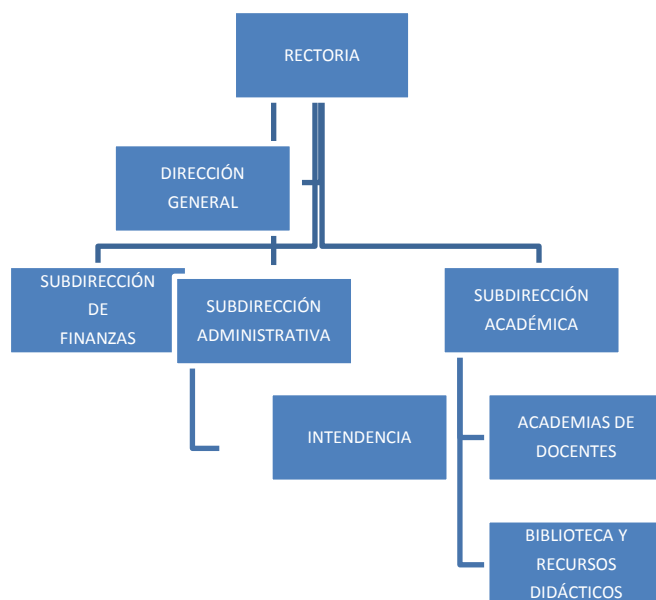 RECTORIA
DIRECCIÓN
GENERAL
SUBDIRECCIÓN
DE
FINANZAS
SUBDIRECCIÓN
ADMINISTRATIVA
SUBDIRECCIÓN
ACADÉMICA
INTENDENCIA
ACADEMIAS DE
DOCENTES
BIBLIOTECA Y
RECURSOS
DIDÁCTICOS